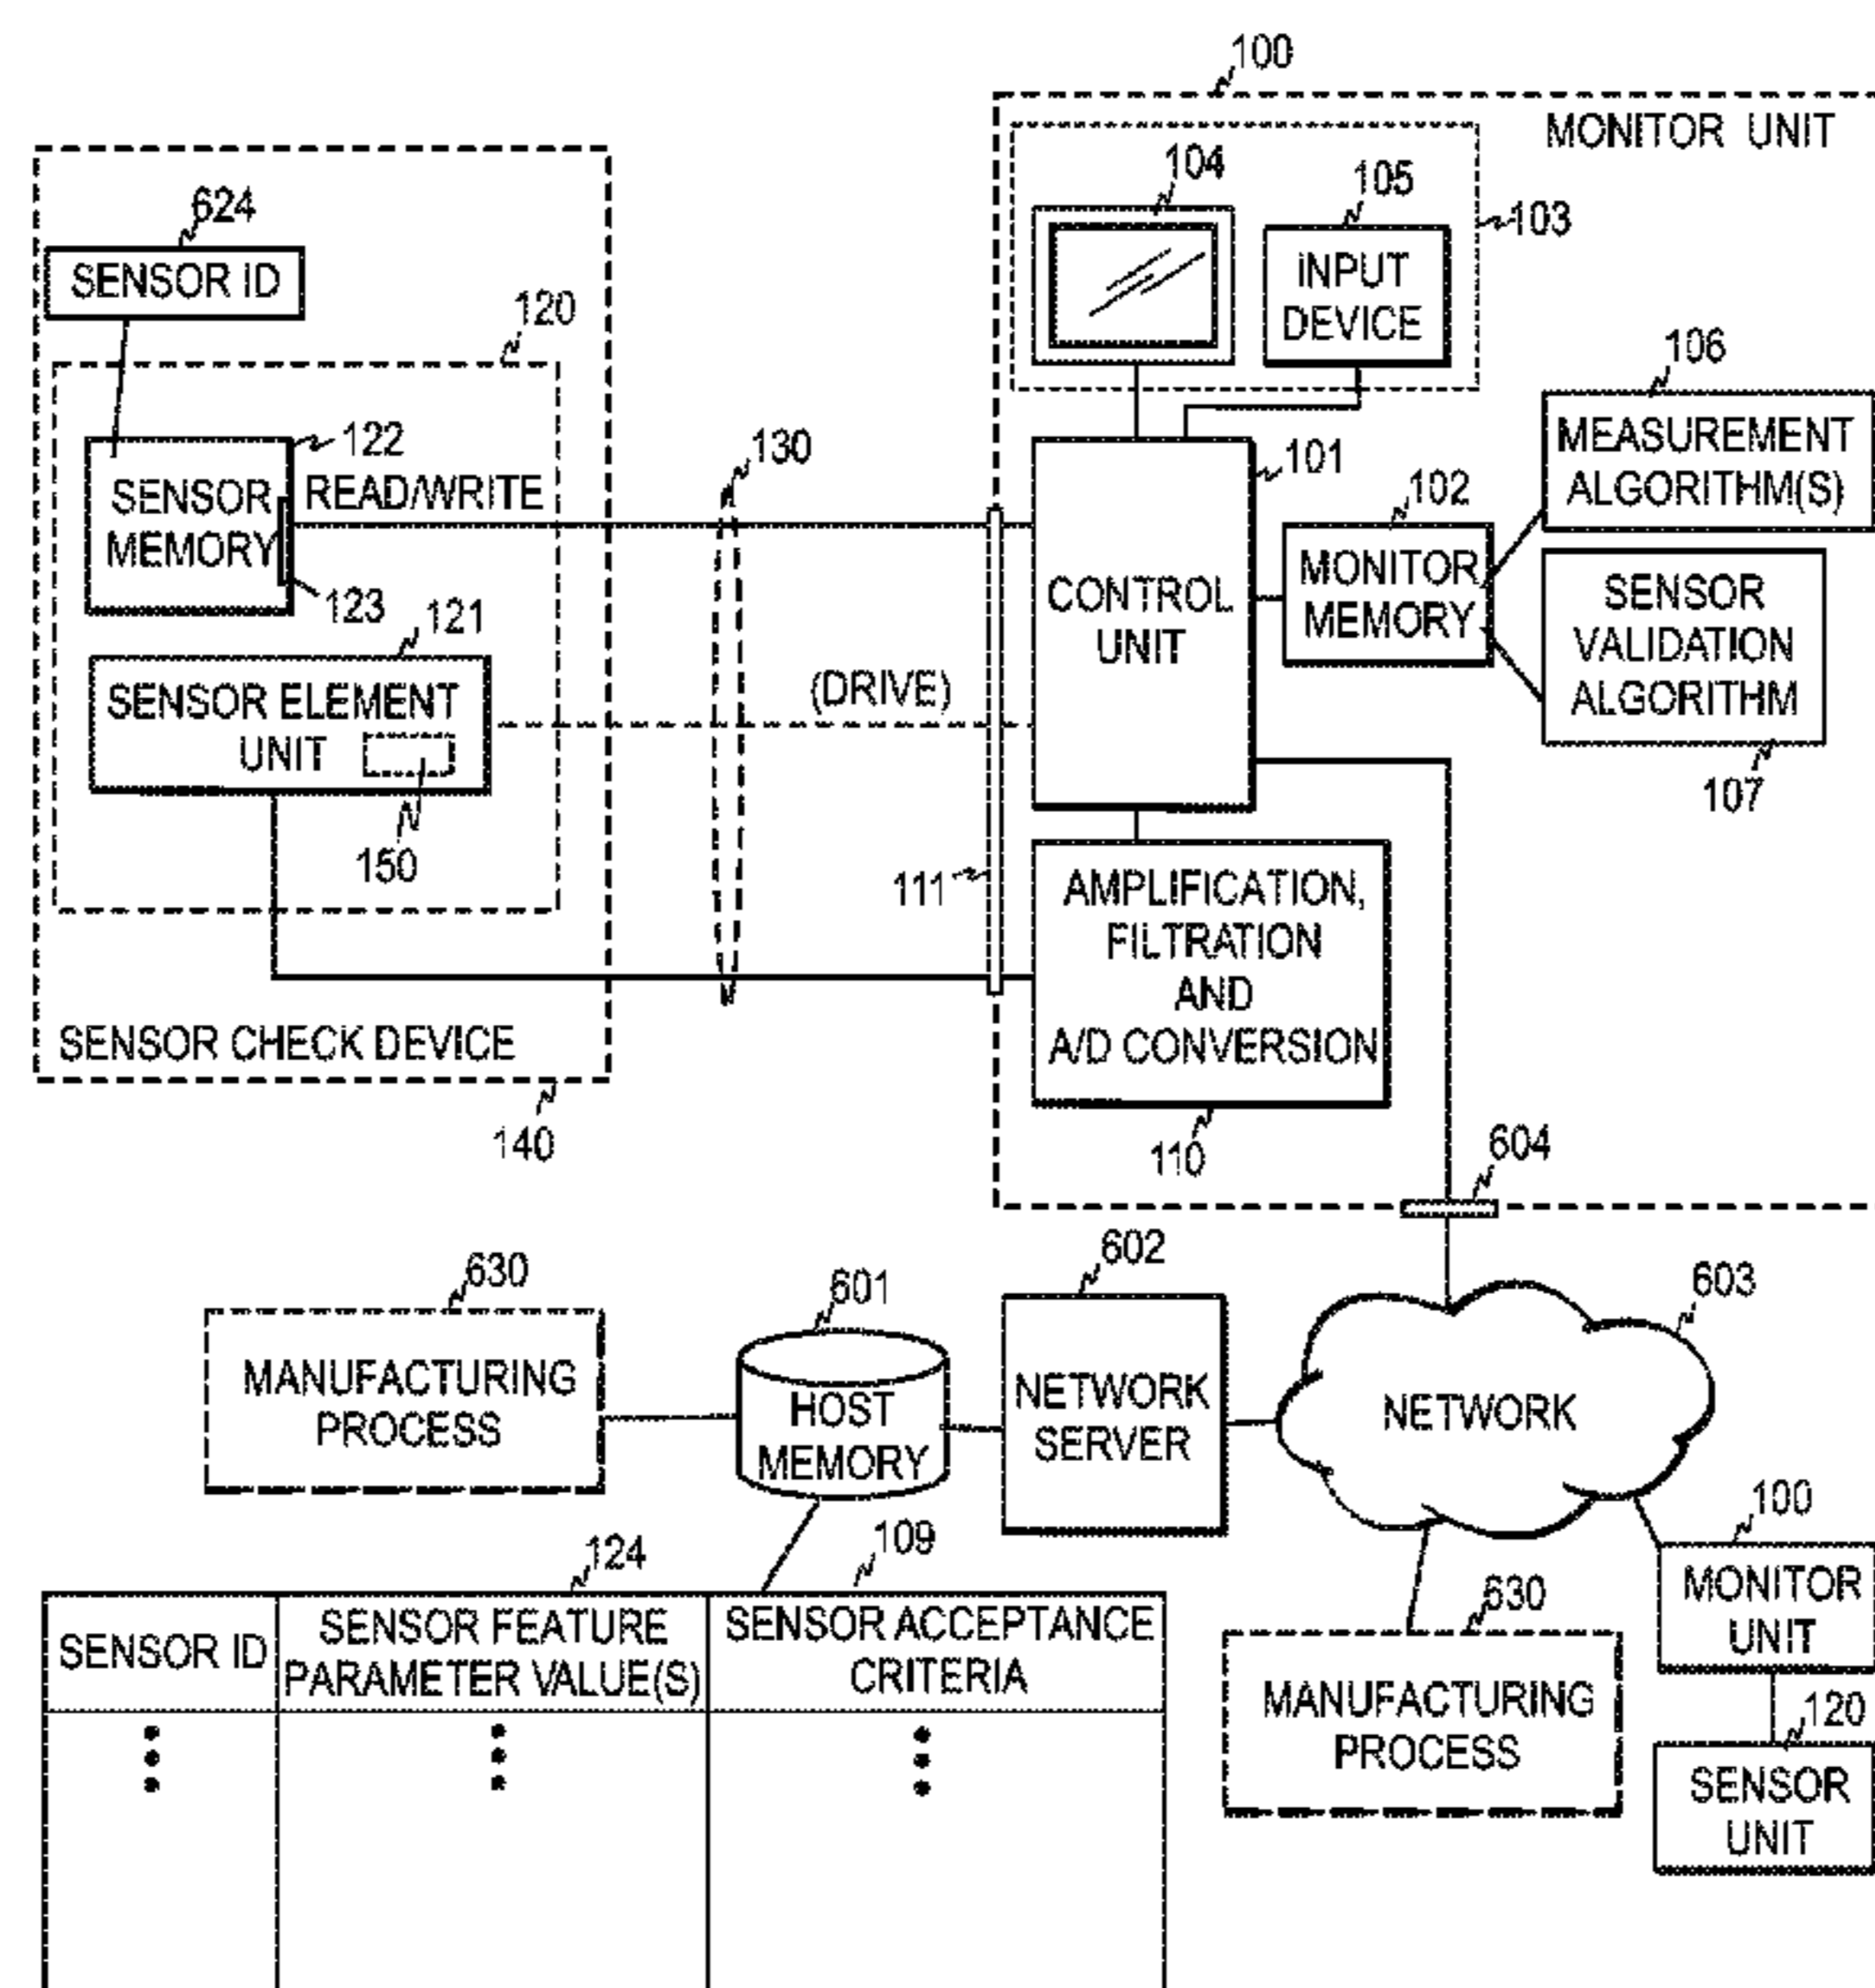 100
MONITOR UNIT
104
105
103
INPUT
DEVICE
624
SENSOR ID
120
106
MEASUREMENT
ALGORITHM(S)
122
READ/WRITE
SENSOR
MEMORY
123
130
101
102
CONTROL
UNIT
MONITOR
MEMORY
SENSOR
VALIDATION
ALGORITHM
107
121
SENSOR ELEMENT
UNIT
150
(DRIVE)
111
AMPLIFICATION,
FILTRATION
AND
A/D CONVERSION
110
SENSOR CHECK DEVICE
140
604
630
MANUFACTURING
PROCESS
601
HOST
MEMORY
602
NETWORK
SERVER
603
NETWORK
100
MONITOR
UNIT
124
109
SENSOR ID
SENSOR FEATURE
PARAMETER VALUE(S)
SENSOR ACCEPTANCE
CRITERIA
630
MANUFACTURING
PROCESS
120
SENSOR
UNIT